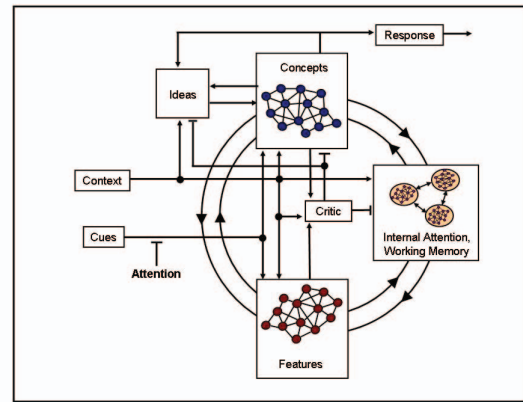 Response
Concepts
Ideas
Context
Critic
Internal Attention,
Working Memory
Cues
Attention
Features